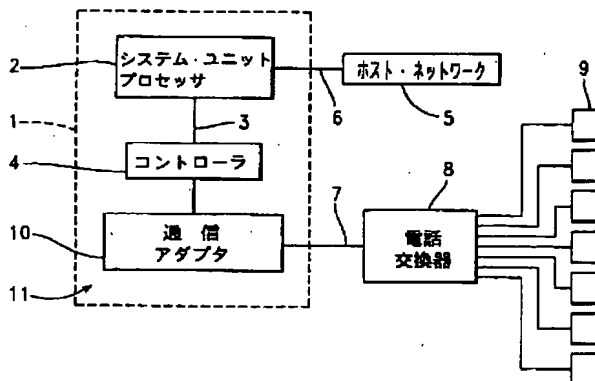 2
システム・ユニット
プロセッサ
ホスト・ネットワーク
9
1
3
6
5
4
コントローラ
8
10
通信
アダプタ
7
電話
交換器
11